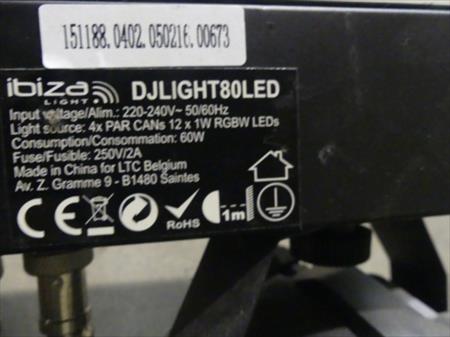 151188.0402.050216.00673
ibiza LIGHT DJLIGHT80LED
Input voltage/Alim.: 220-240V~ 50/60Hz
Light source: 4x PAR CANs 12 x 1W RGBW LEDs
Consumption/Consommation: 60W
Fuse/Fusible: 250V/2A
Made in China for LTC Belgium
Av. Z. Gramme 9 - B1480 Saintes
CE RoHS 1m